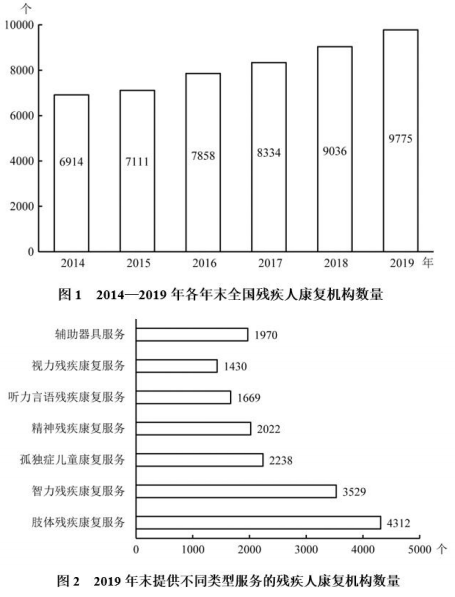 个
10000
8000
6000
4000
2000
0
6914 7111 7858 8334 9036 9775
2014 2015 2016 2017 2018 2019 年
图1 2014—2019年各年末全国残疾人康复机构数量
辅助器具服务 1970
视力残疾康复服务 1430
听力言语残疾康复服务 1669
精神残疾康复服务 2022
孤独症儿童康复服务 2238
智力残疾康复服务 3529
肢体残疾康复服务 4312
0 1000 2000 3000 4000 5000 个
图2 2019年末提供不同类型服务的残疾人康复机构数量